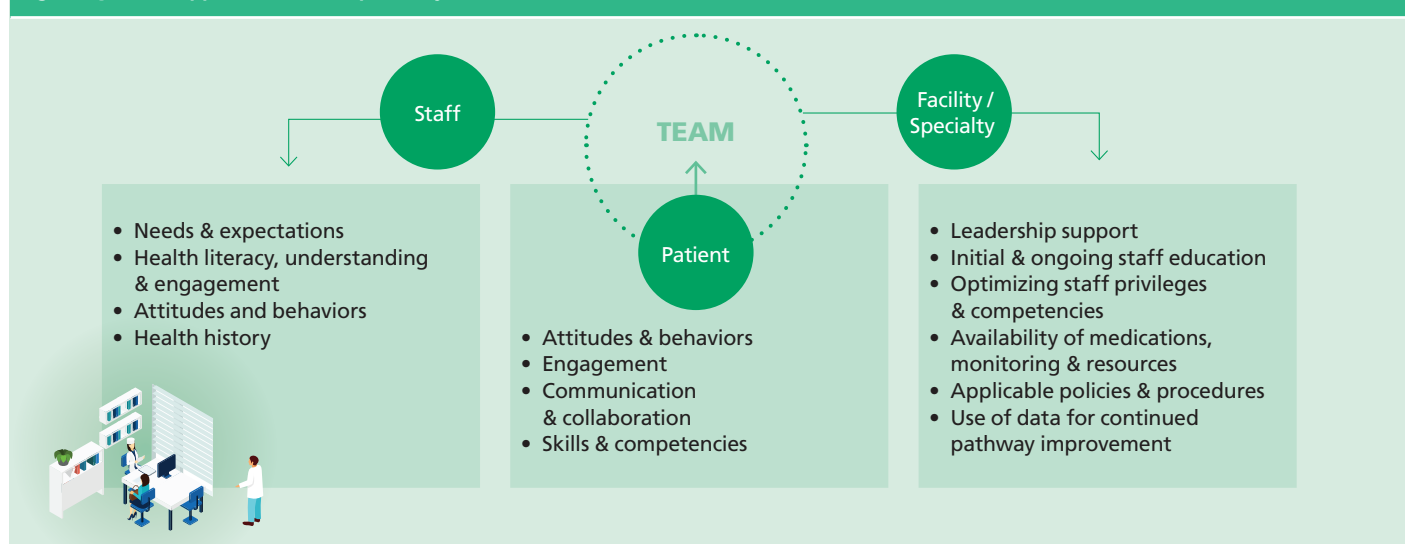 Staff
TEAM
Patient
Facility /
Specialty
• Needs & expectations
• Health literacy, understanding
& engagement
• Attitudes and behaviors
• Health history
• Attitudes & behaviors
• Engagement
• Communication
& collaboration
• Skills & competencies
• Leadership support
• Initial & ongoing staff education
• Optimizing staff privileges
& competencies
• Availability of medications,
monitoring & resources
• Applicable policies & procedures
• Use of data for continued
pathway improvement